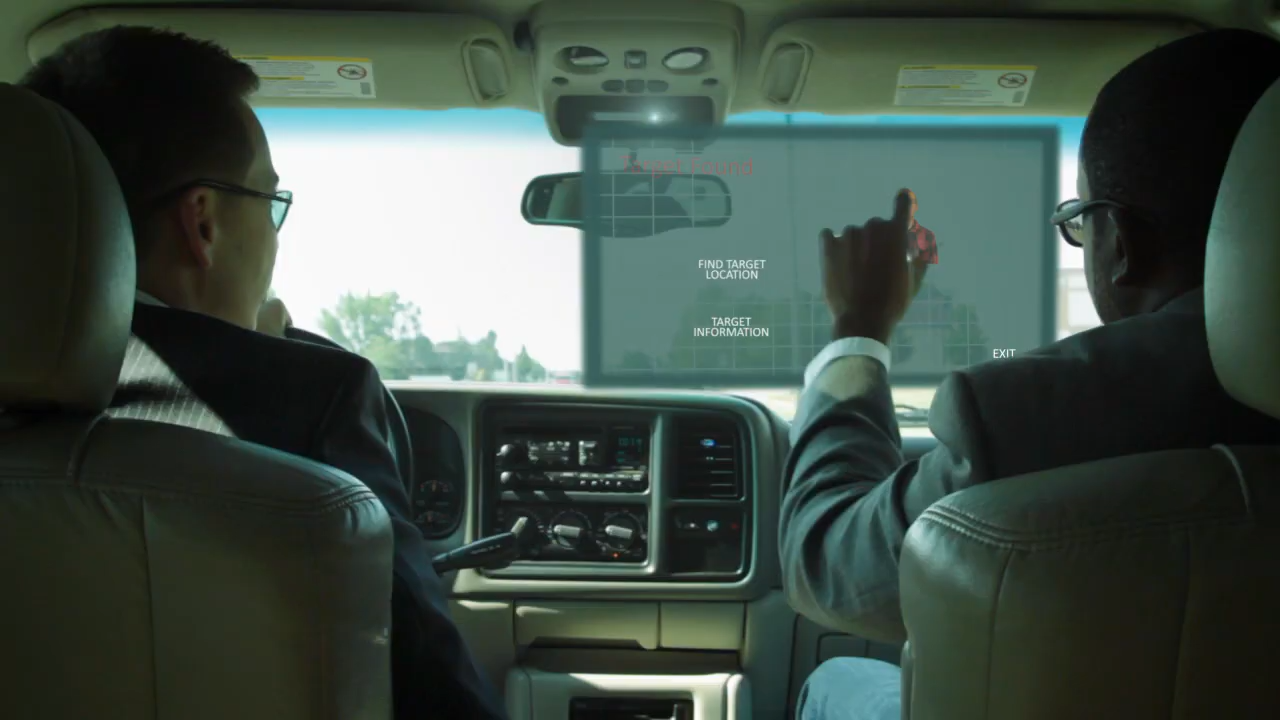 Target Found
FIND TARGET
LOCATION
TARGET
INFORMATION
EXIT